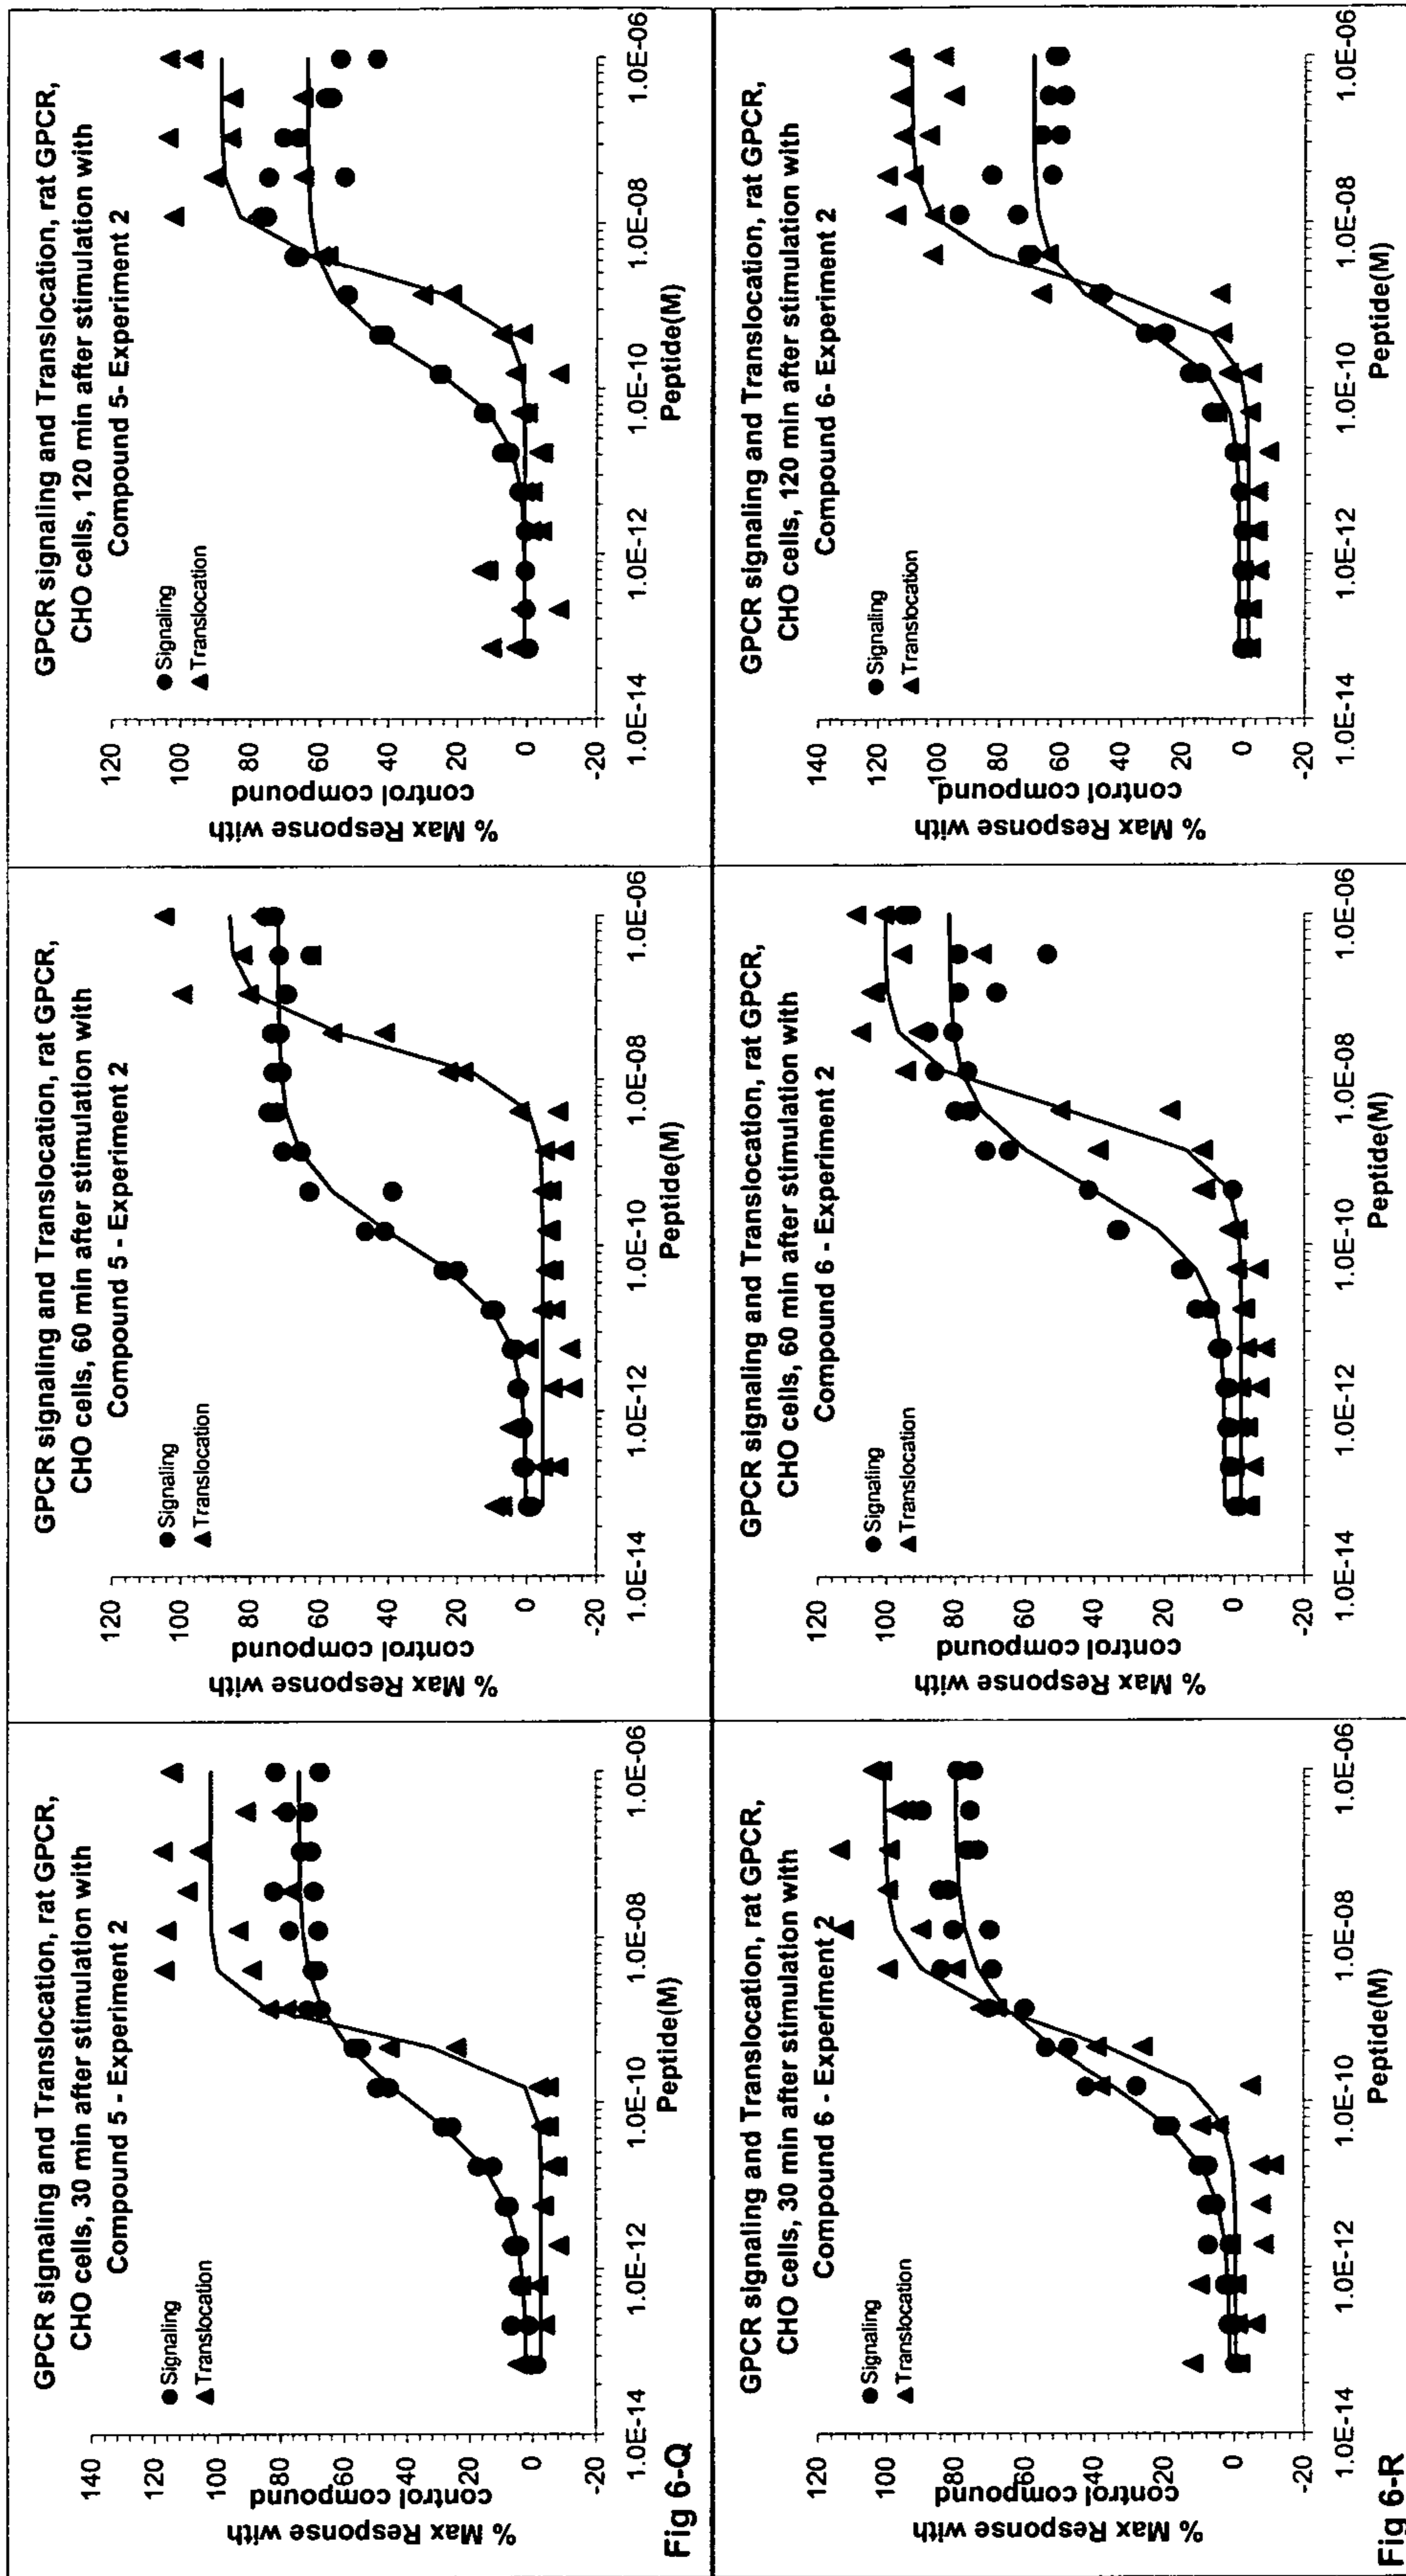 GPCR signaling and Translocation, rat GPCR,
CHO cells, 30 min after stimulation with
Compound 5 - Experiment 2
Signaling
Translocation
% Max Response with
control compound
140
120
100
80
60
40
20
0
-20
1.0E-14
1.0E-12
1.0E-10
1.0E-08
1.0E-06
Peptide(M)
GPCR signaling and Translocation, rat GPCR,
CHO cells, 60 min after stimulation with
Compound 5 - Experiment 2
Signaling
Translocation
% Max Response with
control compound
120
100
80
60
40
20
0
-20
1.0E-14
1.0E-12
1.0E-10
1.0E-08
1.0E-06
Peptide(M)
GPCR signaling and Translocation, rat GPCR,
CHO cells, 120 min after stimulation with
Compound 5- Experiment 2
Signaling
Translocation
% Max Response with
control compound
120
100
80
60
40
20
0
-20
1.0E-14
1.0E-12
1.0E-10
1.0E-08
1.0E-06
Peptide(M)
Fig 6-Q
GPCR signaling and Translocation, rat GPCR,
CHO cells, 30 min after stimulation with
Compound 6 - Experiment 2
Signaling
Translocation
% Max Response with
control compound
120
100
80
60
40
20
0
-20
1.0E-14
1.0E-12
1.0E-10
1.0E-08
1.0E-06
Peptide(M)
GPCR signaling and Translocation, rat GPCR,
CHO cells, 60 min after stimulation with
Compound 6 - Experiment 2
Signaling
Translocation
% Max Response with
control compound
120
100
80
60
40
20
0
-20
1.0E-14
1.0E-12
1.0E-10
1.0E-08
1.0E-06
Peptide(M)
GPCR signaling and Translocation, rat GPCR,
CHO cells, 120 min after stimulation with
Compound 6- Experiment 2
Signaling
Translocation
% Max Response with
control compound
140
120
100
80
60
40
20
0
-20
1.0E-14
1.0E-12
1.0E-10
1.0E-08
1.0E-06
Peptide(M)
Fig 6-R